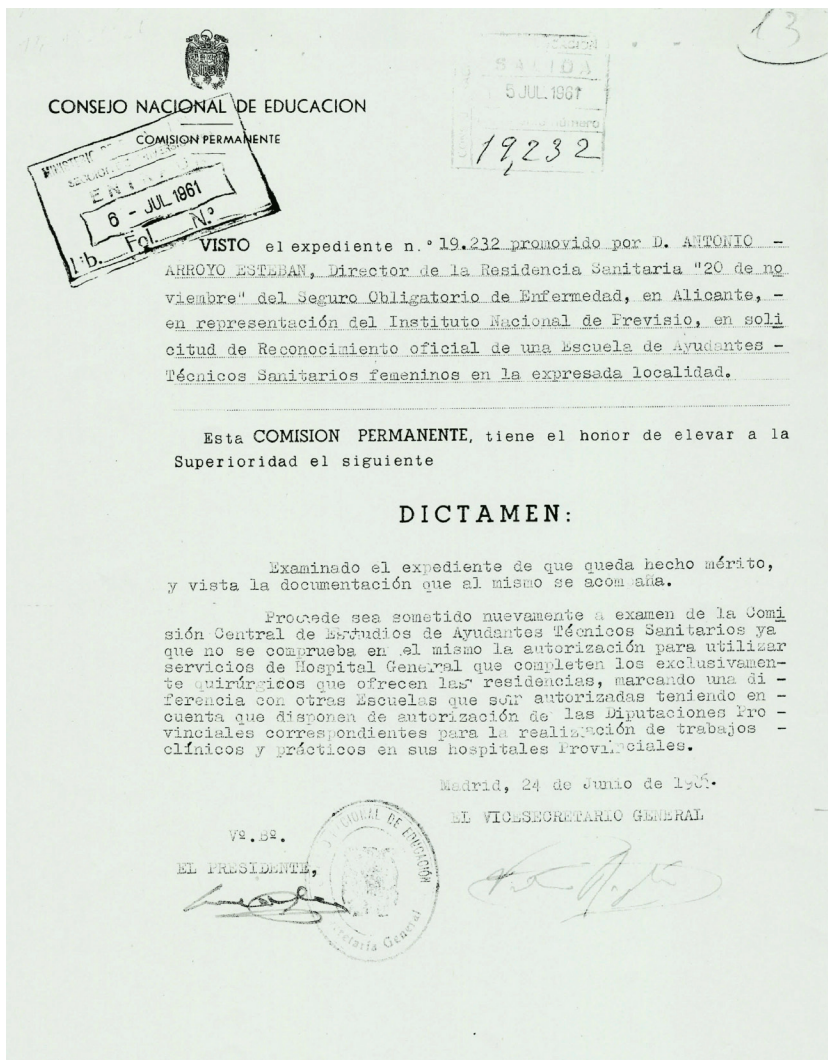 13
CONSEJO NACIONAL DE EDUCACION
COMISION PERMANENTE
SALIDA
5 JUL. 1961
19,232
6 - JUL 1961
Lib. Fol. N.º
VISTO el expediente n.º 19.232 promovido por D. ANTONIO -
ARROYO ESTEBAN, Director de la Residencia Sanitaria "20 de no
viembre" del Seguro Obligatorio de Enfermedad, en Alicante, -
en representación del Instituto Nacional de Previsio, en soli
citud de Reconocimiento oficial de una Escuela de Ayudantes -
Técnicos Sanitarios femeninos en la expresada localidad.
Esta COMISION PERMANENTE, tiene el honor de elevar a la
Superioridad el siguiente
DICTAMEN:
Examinado el expediente de que queda hecho mérito,
y vista la documentación que al mismo se acompaña.
Procede sea sometido nuevamente a examen de la Comi
sión Central de Estudios de Ayudantes Técnicos Sanitarios ya
que no se comprueba en el mismo la autorización para utilizar
servicios de Hospital General que completen los exclusivamen-
te quirúrgicos que ofrecen las residencias, marcando una di -
ferencia con otras Escuelas que son autorizadas teniendo en -
cuenta que disponen de autorización de las Diputaciones Pro -
vinciales correspondientes para la realización de trabajos -
clínicos y prácticos en sus hospitales Provinciales.
Madrid, 24 de Junio de
EL VICESECRETARIO GENERAL
Vº.Bº.
EL PRESIDENTE,
DE EDUCACIÓN
General